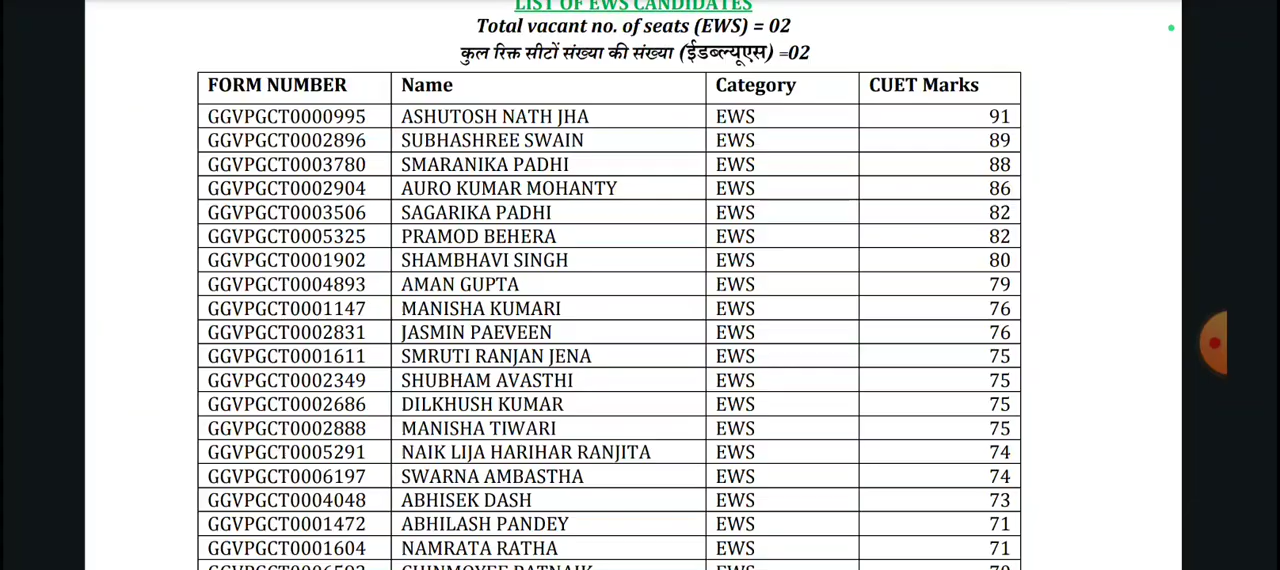 LIST OF EWS CANDIDATES
Total vacant no. of seats (EWS) = 02
कुल रिक्त सीटों संख्या की संख्या (ईडब्ल्यूएस) =02
FORM NUMBER Name Category CUET Marks
GGVPGCT0000995 ASHUTOSH NATH JHA EWS 91
GGVPGCT0002896 SUBHASHREE SWAIN EWS 89
GGVPGCT0003780 SMARANIKA PADHI EWS 88
GGVPGCT0002904 AURO KUMAR MOHANTY EWS 86
GGVPGCT0003506 SAGARIKA PADHI EWS 82
GGVPGCT0005325 PRAMOD BEHERA EWS 82
GGVPGCT0001902 SHAMBHAVI SINGH EWS 80
GGVPGCT0004893 AMAN GUPTA EWS 79
GGVPGCT0001147 MANISHA KUMARI EWS 76
GGVPGCT0002831 JASMIN PAEVEEN EWS 76
GGVPGCT0001611 SMRUTI RANJAN JENA EWS 75
GGVPGCT0002349 SHUBHAM AVASTHI EWS 75
GGVPGCT0002686 DILKHUSH KUMAR EWS 75
GGVPGCT0002888 MANISHA TIWARI EWS 75
GGVPGCT0005291 NAIK LIJA HARIHAR RANJITA EWS 74
GGVPGCT0006197 SWARNA AMBASTHA EWS 74
GGVPGCT0004048 ABHISEK DASH EWS 73
GGVPGCT0001472 ABHILASH PANDEY EWS 71
GGVPGCT0001604 NAMRATA RATHA EWS 71
EWS